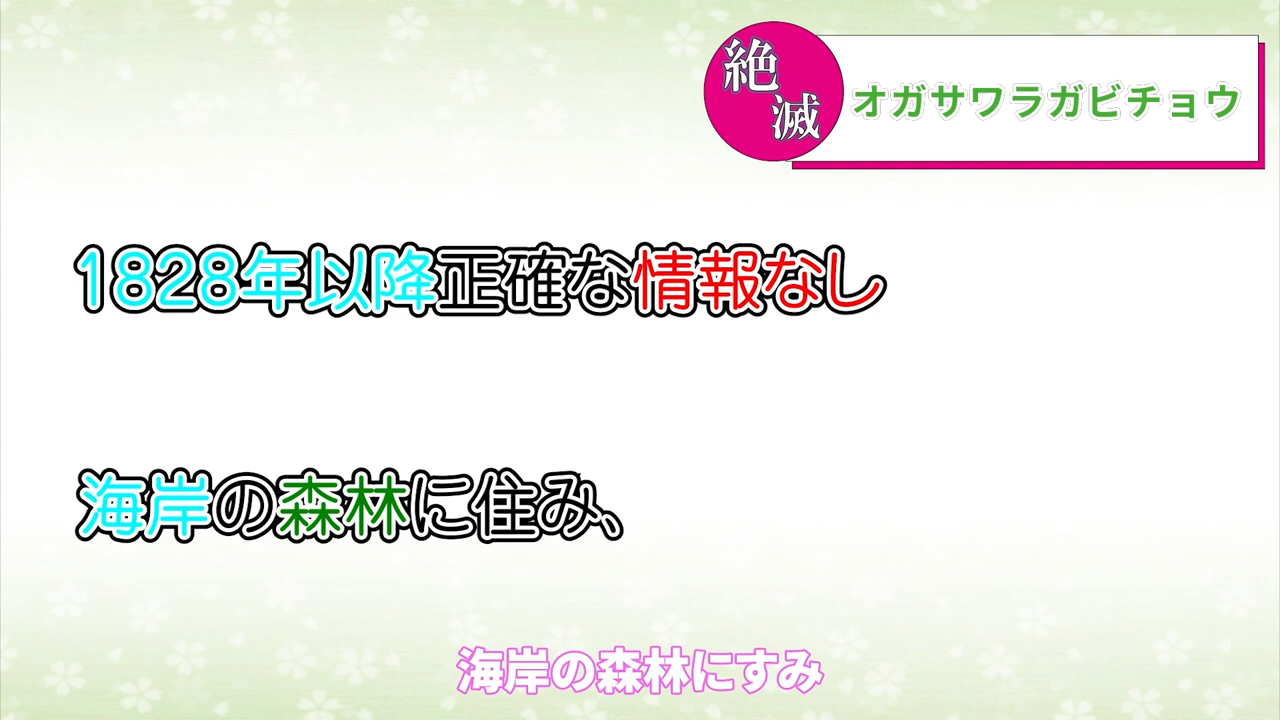 絶滅
オガサワラガビチョウ
1828年以降正確な情報なし
海岸の森林に住み、
海岸の森林にすみ